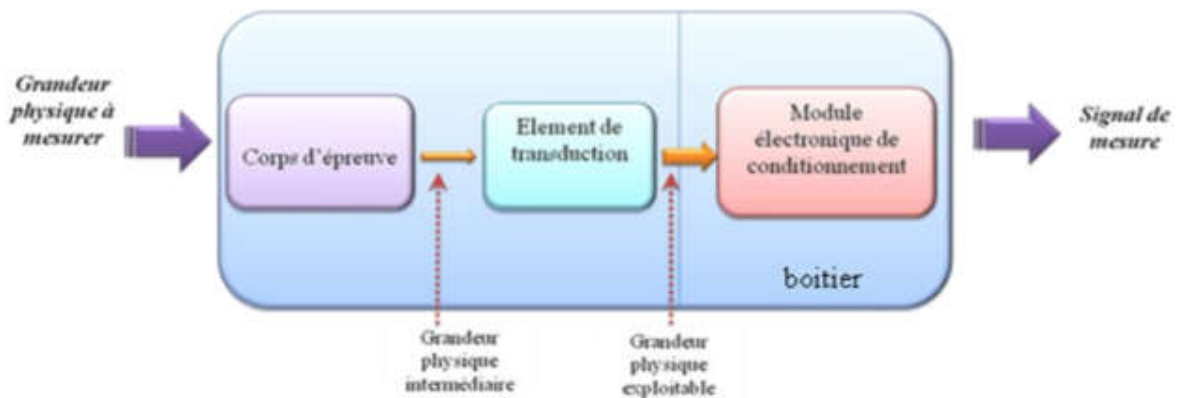 Grandeur
physique à
mesurer
Corps d'épreuve
Element de
transduction
Module
électronique de
conditionnement
Signal de
mesure
boitier
Grandeur
physique
intermédiaire
Grandeur
physique
exploitable